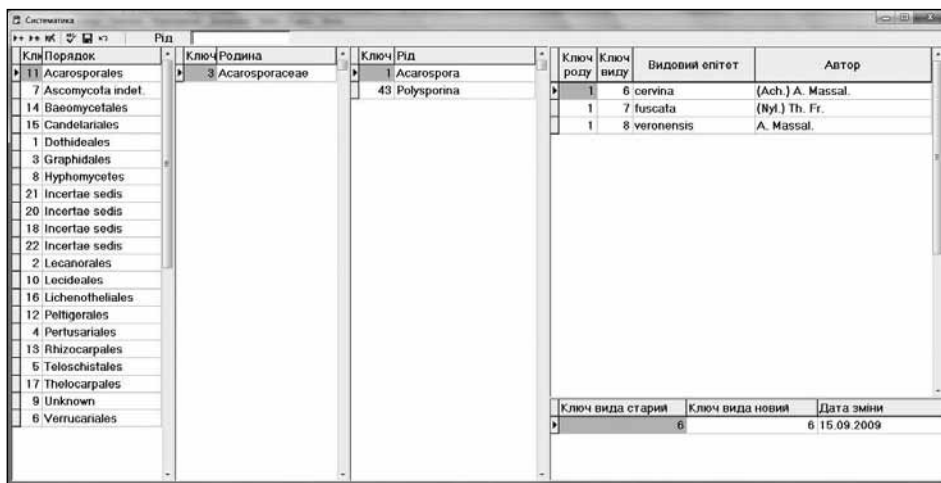 Систематика
Рід
Клю Порядок
11 Acarosporales
7 Ascomycota indet.
14 Baeomycetales
15 Candelariales
1 Dothideales
3 Graphidales
8 Hyphomycetes
21 Incertae sedis
20 Incertae sedis
18 Incertae sedis
22 Incertae sedis
2 Lecanorales
10 Lecideales
16 Lichenotheliales
12 Peltigerales
4 Pertusariales
13 Rhizocarpales
5 Teloschistales
17 Thelocarpales
9 Unknown
6 Verrucariales
Ключ Родина
3 Acarosporaceae
Ключ Рід
1 Acarospora
43 Polysporina
Ключ роду Ключ виду Видовий епітет Автор
1 6 cervina (Ach.) A. Massal.
1 7 fuscata (Nyl.) Th. Fr.
1 8 veronensis A. Massal.
Ключ вида старий Ключ вида новий Дата зміни
6 6 15.09.2009